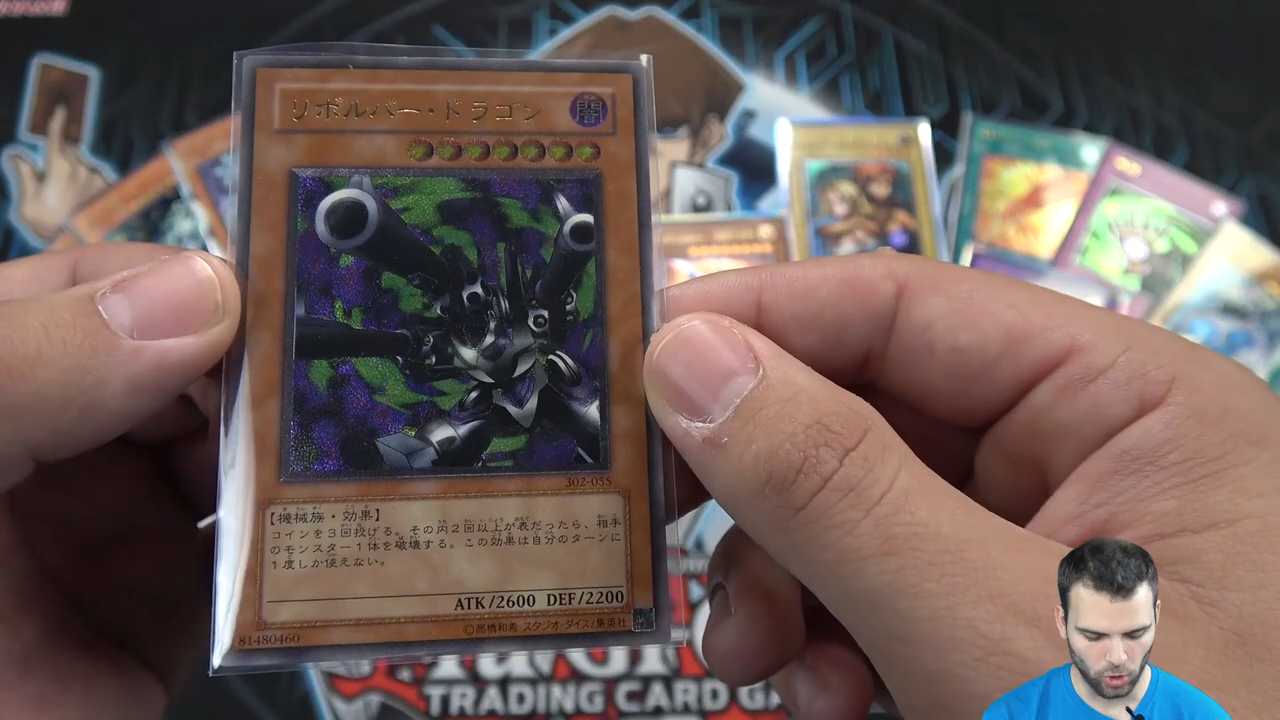 リボルバー・ドラゴン
闇
302-055
【機械族・効果】
コインを3回投げる。その内2回以上が表だったら、相手
のモンスター1体を破壊する。この効果は自分のターンに
1度しか使えない。
ATK/2600 DEF/2200
81480460
©高橋和希 スタジオ・ダイス/集英社
TRADING CARD GA